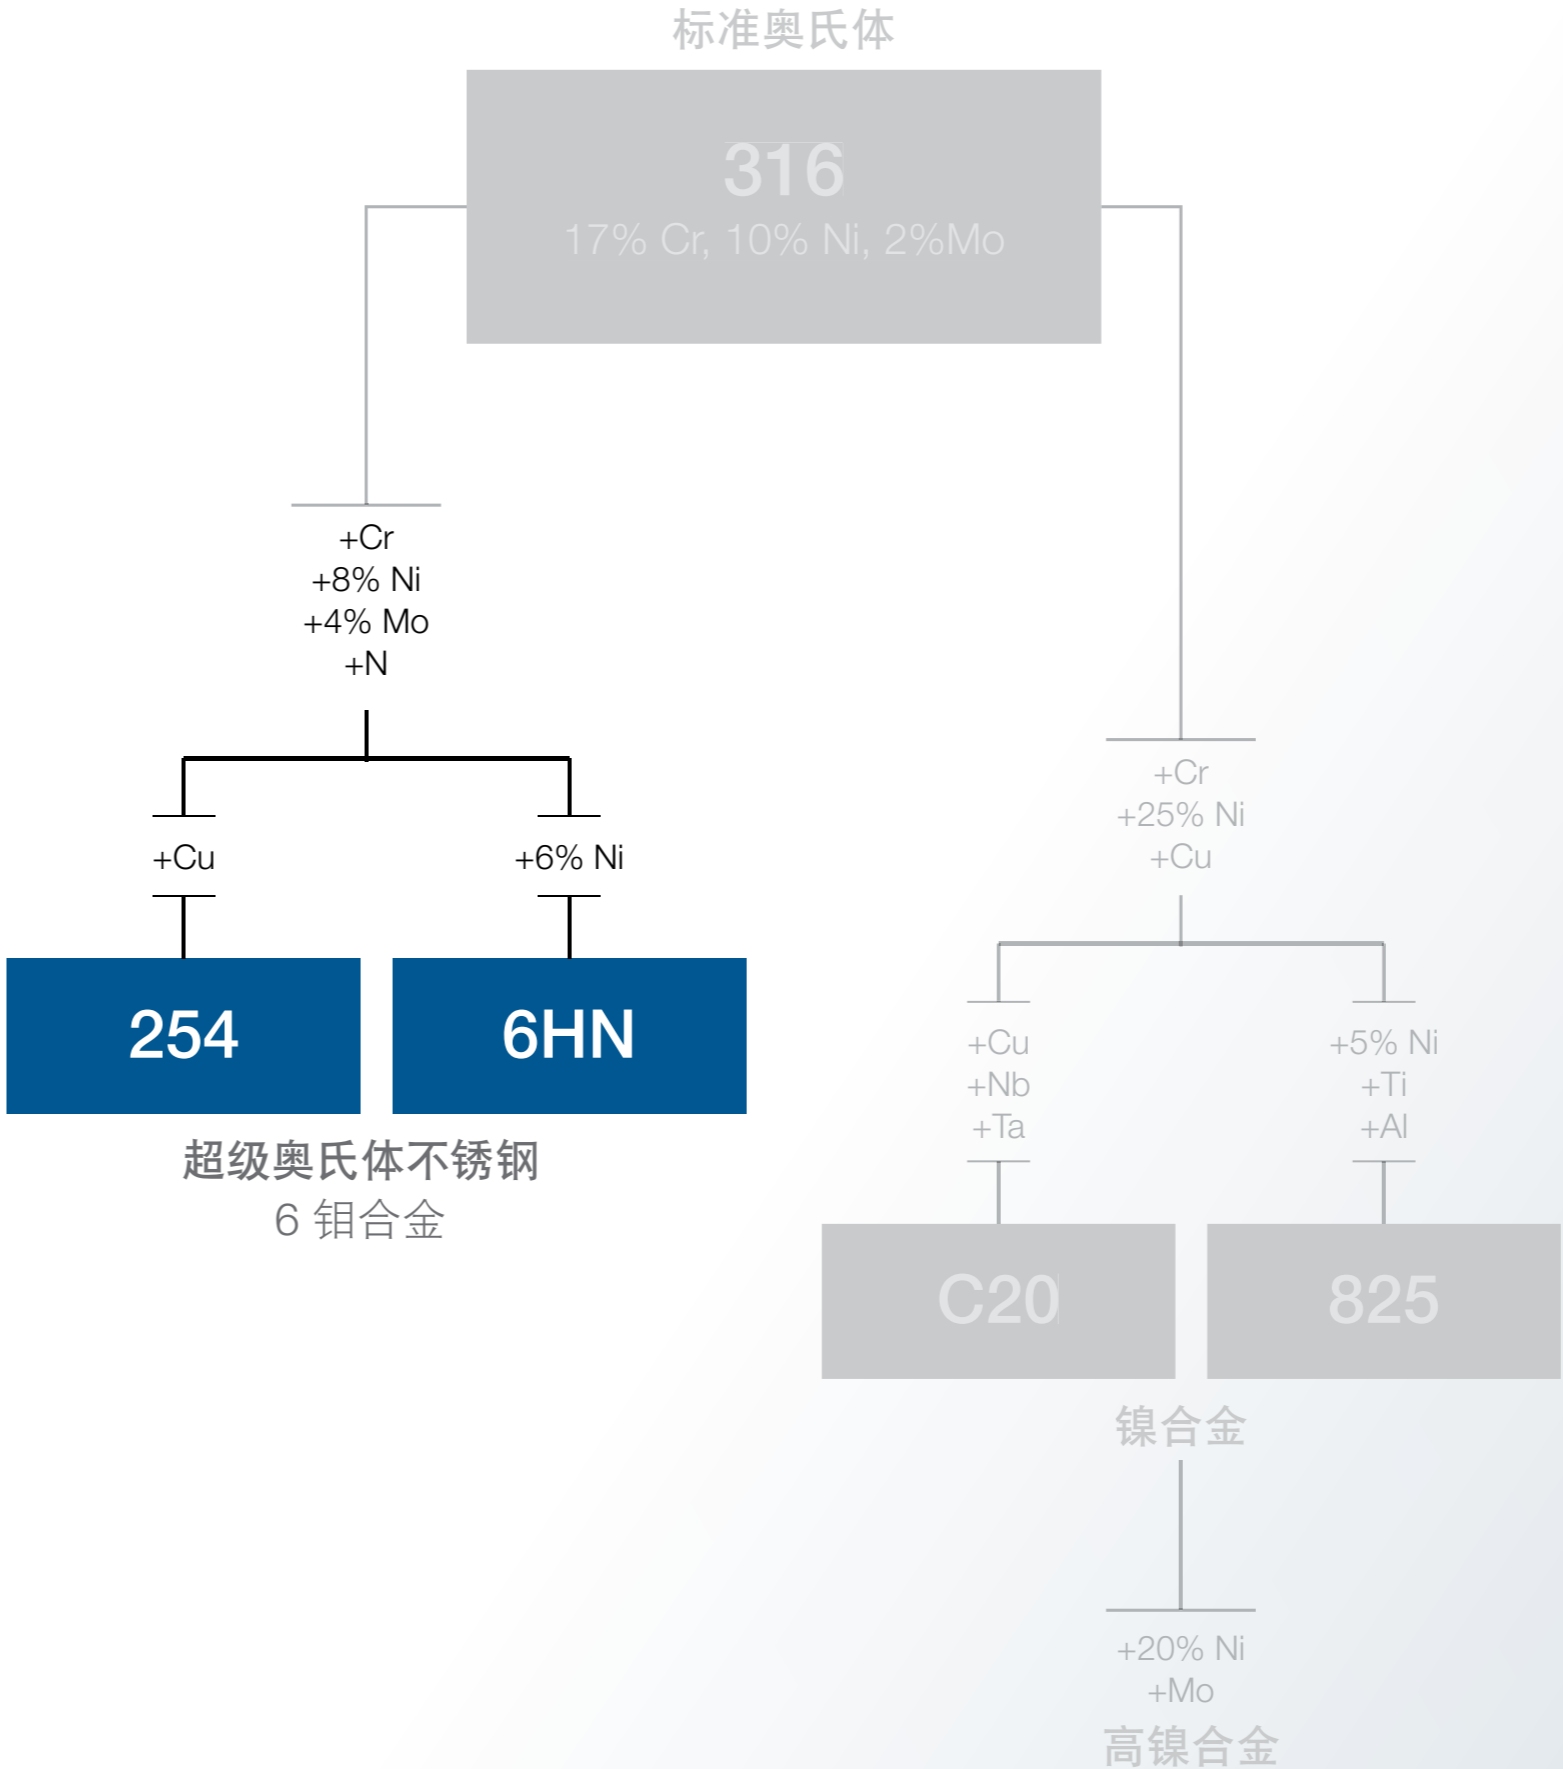 标准奥氏体
316
17% Cr, 10% Ni, 2%Mo
+Cr
+8% Ni
+4% Mo
+N
+Cu
+6% Ni
254
6HN
超级奥氏体不锈钢
6 钼合金
+Cr
+25% Ni
+Cu
+Cu
+Nb
+Ta
+5% Ni
+Ti
+Al
C20
825
镍合金
+20% Ni
+Mo
高镍合金